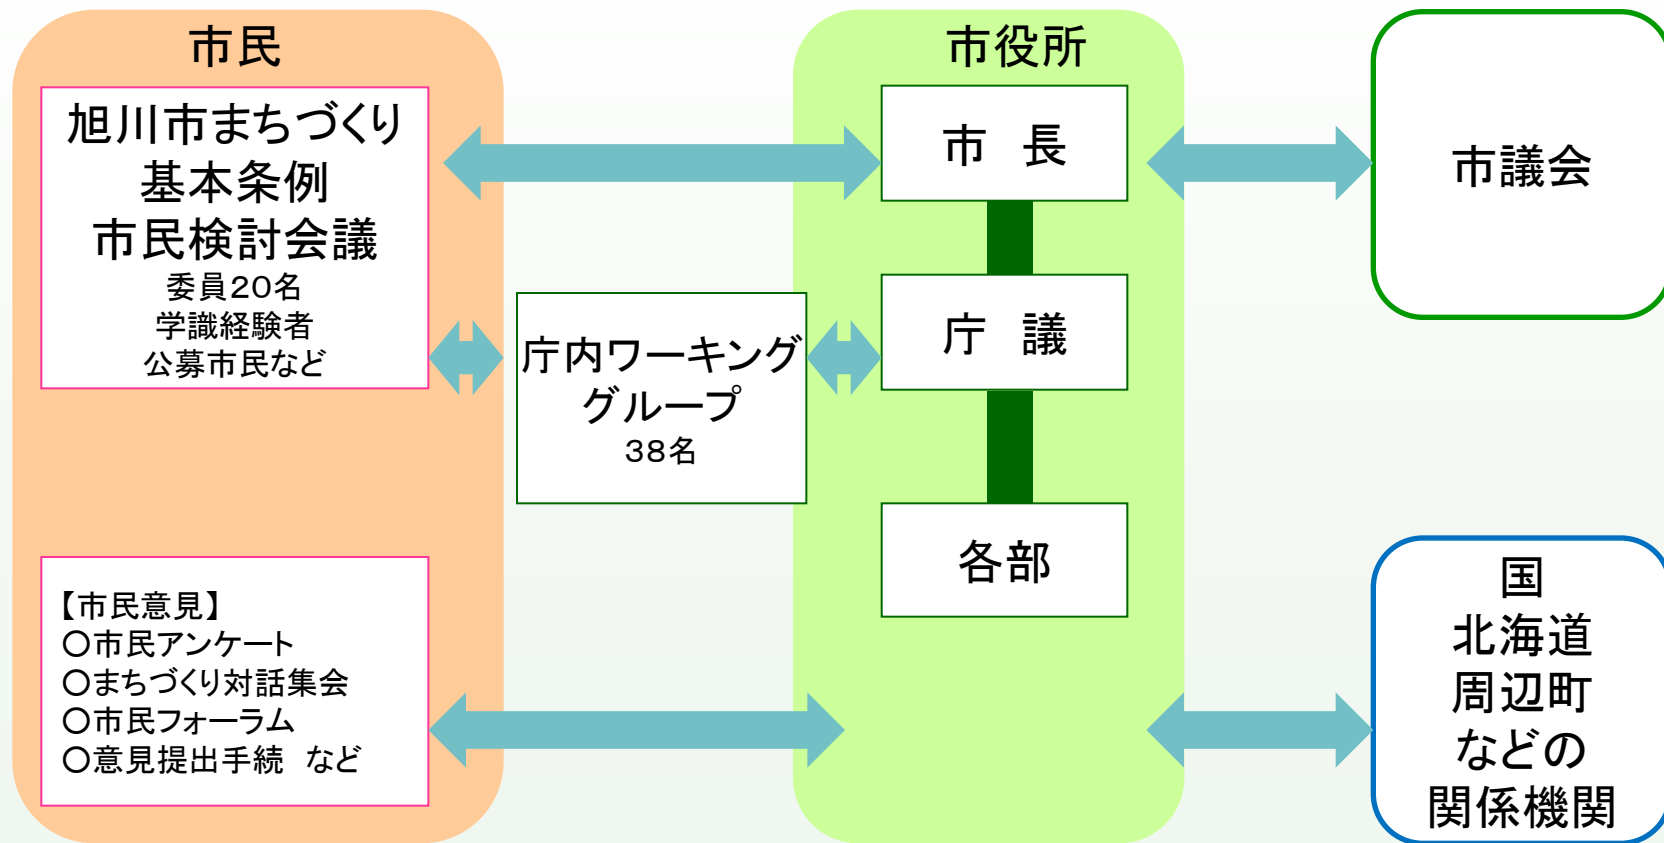 市民
旭川市まちづくり
基本条例
市民検討会議
委員20名
学識経験者
公募市民など
【市民意見】
○市民アンケート
○まちづくり対話集会
○市民フォーラム
○意見提出手続　など
庁内ワーキング
グループ
38名
市役所
市　長
庁　議
各部
市議会
国
北海道
周辺町
などの
関係機関